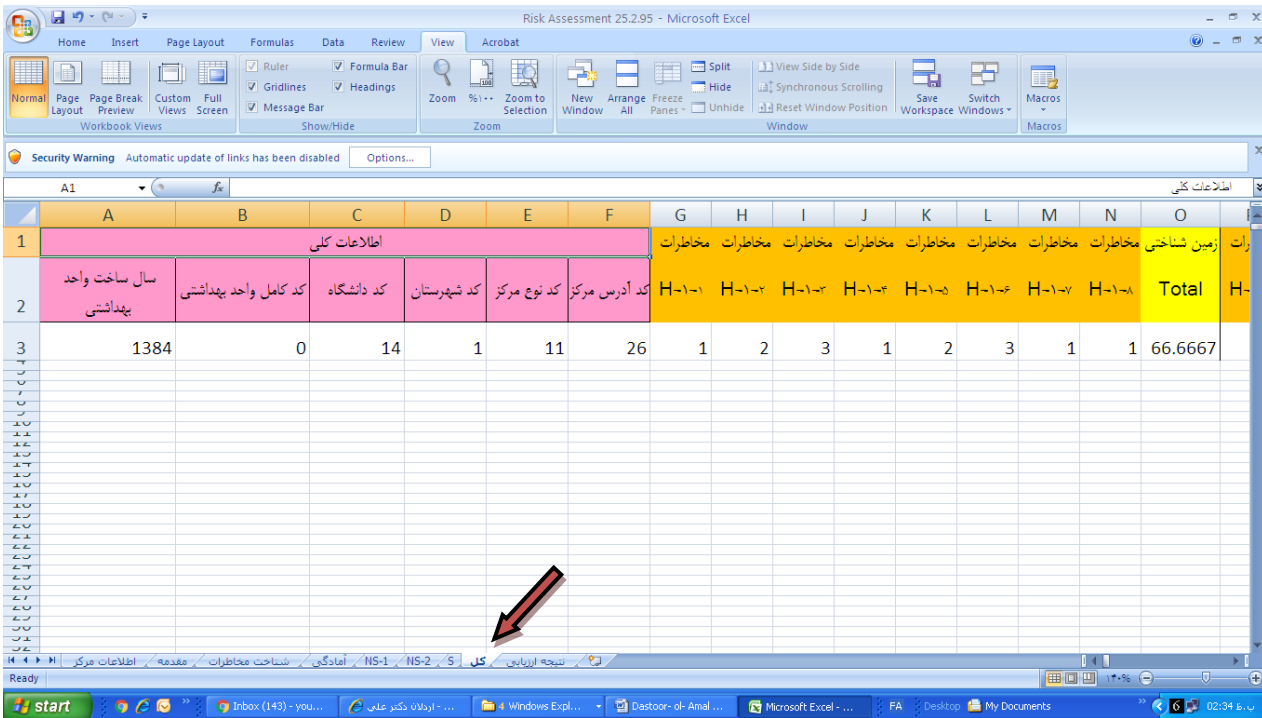 Risk Assessment 25.2.95 - Microsoft Excel
Home Insert Page Layout Formulas Data Review View Acrobat
Normal Page Layout Page Break Preview Custom Views Full Screen
Workbook Views
Ruler Formula Bar
Gridlines Headings
Message Bar
Show/Hide
Zoom Zoom to Selection
Zoom
New Window Arrange All Freeze Panes
Split View Side by Side
Hide Synchronous Scrolling
Unhide Reset Window Position
Save Workspace Switch Windows
Window
Macros
Macros
Security Warning Automatic update of links has been disabled Options...
A1 fx اطلاعات کلی
A B C D E F G H I J K L M N O
1 اطلاعات کلی مخاطرات مخاطرات مخاطرات مخاطرات مخاطرات مخاطرات مخاطرات مخاطرات زمین شناختی
2 سال ساخت واحد بهداشتی کد کامل واحد بهداشتی کد دانشگاه کد شهرستان کد نوع مرکز کد آدرس مرکز H-۱-۱ H-۱-۲ H-۱-۳ H-۱-۴ H-۱-۵ H-۱-۶ H-۱-۷ H-۱-۸ Total H-
3 1384 0 14 1 11 26 1 2 3 1 2 3 1 1 66.6667
اطلاعات مرکز مقدمه شناخت مخاطرات آمادگی NS-1 NS-2 S کل نتیجه ارزیابی
Ready ۱۴۰%
start Inbox (143) - you... اردلان دکتر علی - ... 4 Windows Expl... Dastoor- ol- Amal ... Microsoft Excel - ... FA Desktop My Documents 02:34 ب.ظ